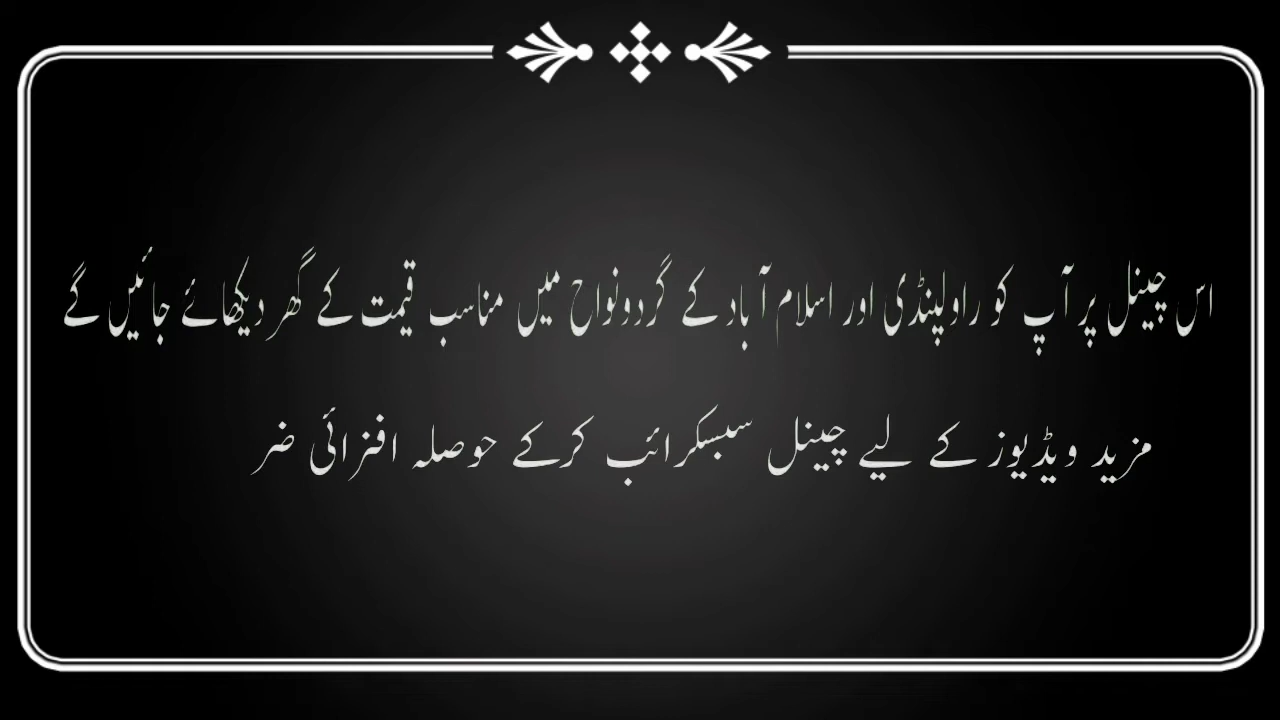 اس چینل پر آپ کو راولپنڈی اور اسلام آباد کے گردونواح میں مناسب قیمت کے گھر دیکھائے جائیں گے
مزید ویڈیوز کے لیے چینل سبسکرائب کرکے حوصلہ افزائی ضر